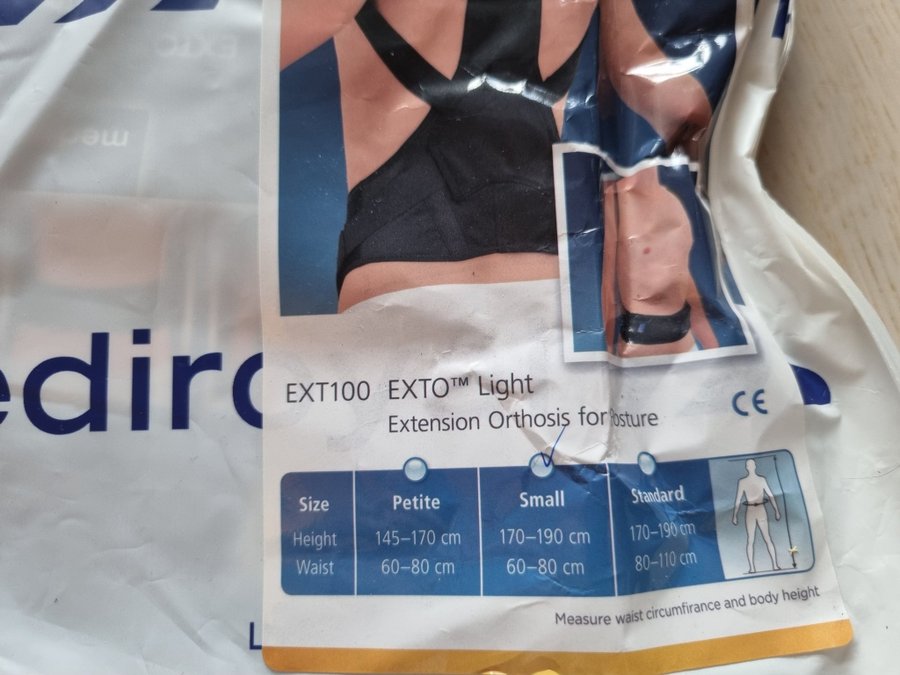 EXT100 EXTO™ Light
Extension Orthosis for Posture
Size Petite Small Standard
Height 145–170 cm 170–190 cm 170–190 cm
Waist 60–80 cm 60–80 cm 80–110 cm
Measure waist circumfirance and body height
CE
ediro
L